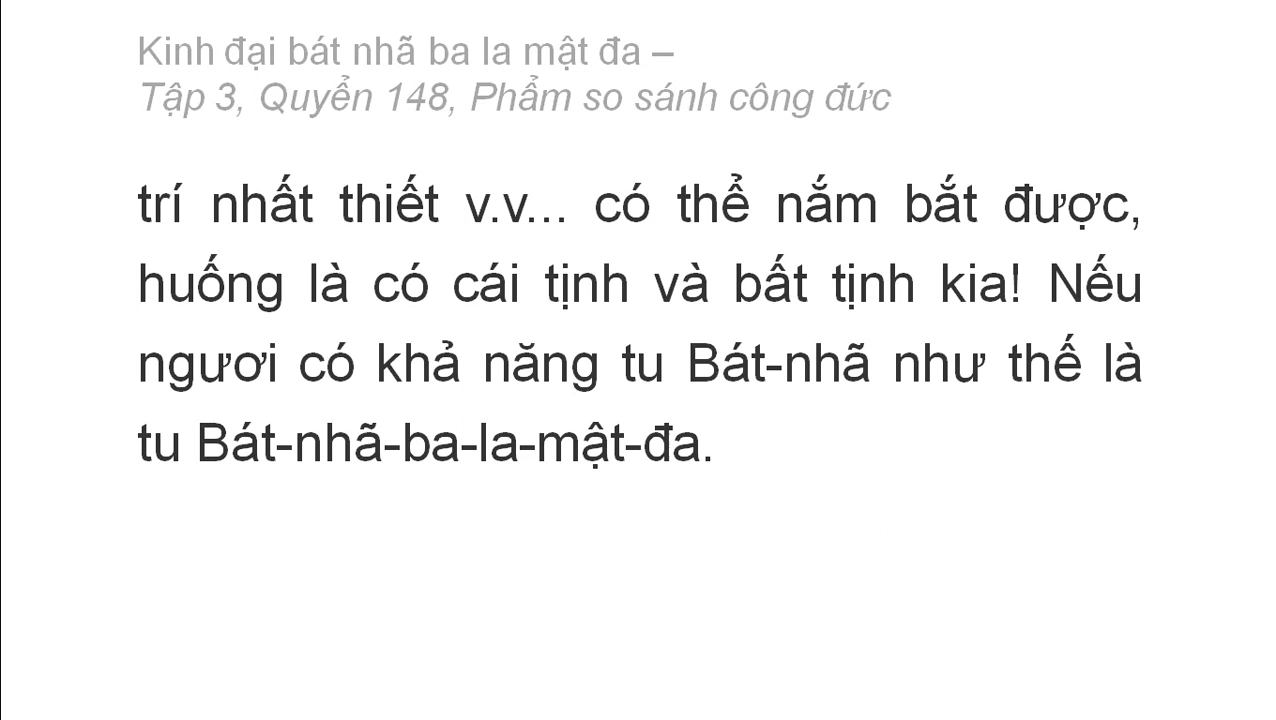 Kinh đại bát nhã ba la mật đa –
Tập 3, Quyển 148, Phẩm so sánh công đức
trí nhất thiết v.v... có thể nắm bắt được,
huống là có cái tịnh và bất tịnh kia! Nếu
ngươi có khả năng tu Bát-nhã như thế là
tu Bát-nhã-ba-la-mật-đa.